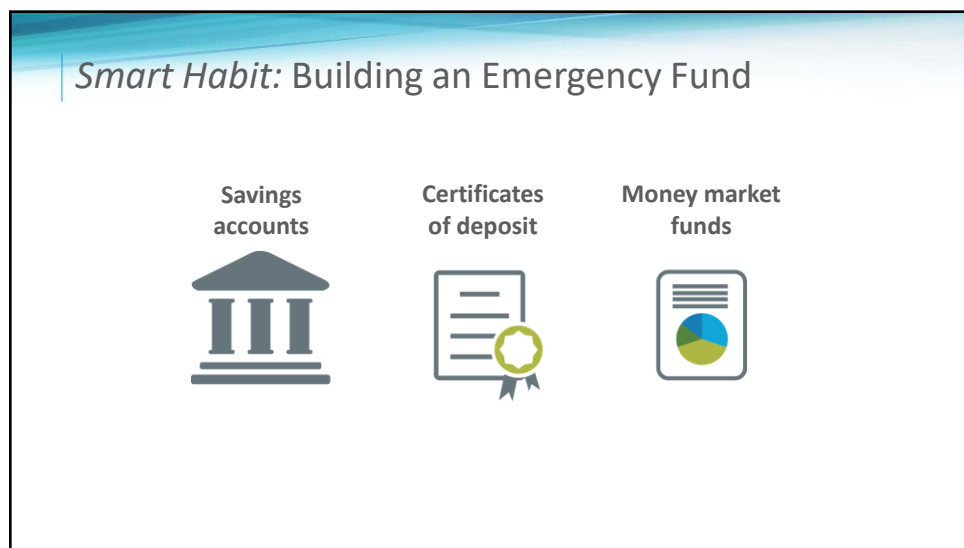 Smart Habit: Building an Emergency Fund
Savings
accounts
Certificates
of deposit
Money market
funds